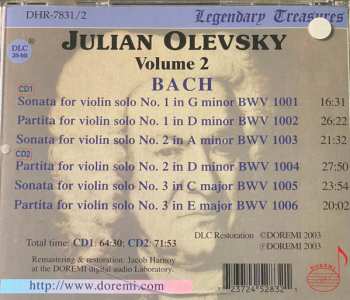 DHR-7831/2
Legendary Treasures
DLC
20-bit
JULIAN OLEVSKY
Volume 2
BACH
CD1
Sonata for violin solo No. 1 in G minor BWV 1001 16:31
Partita for violin solo No. 1 in D minor BWV 1002 26:22
Sonata for violin solo No. 2 in A minor BWV 1003 21:32
CD2
Partita for violin solo No. 2 in D minor BWV 1004 27:50
Sonata for violin solo No. 3 in C major BWV 1005 23:54
Partita for violin solo No. 3 in E major BWV 1006 20:02
DLC Restoration ©DOREMI 2003
℗DOREMI 2003
Total time: CD1: 64:30; CD2: 71:53
Remastering & restoration: Jacob Harnoy
at the DOREMI digital audio Laboratory.
http://www.doremi.com
DOREMI
23724 52832